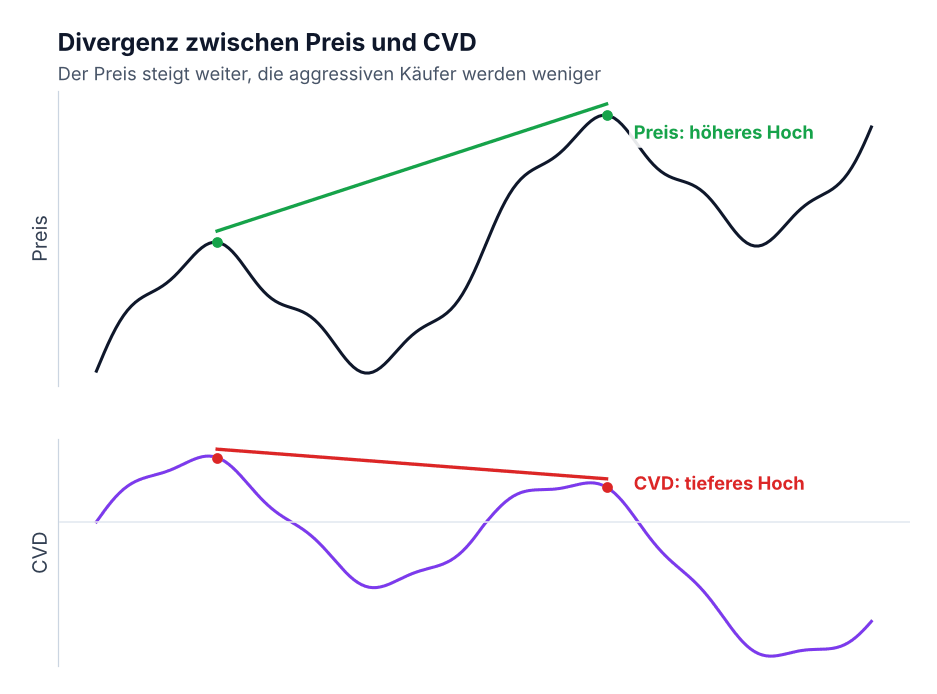 Divergenz zwischen Preis und CVD
Der Preis steigt weiter, die aggressiven Käufer werden weniger
Preis: höheres Hoch
Preis
CVD: tieferes Hoch
CVD